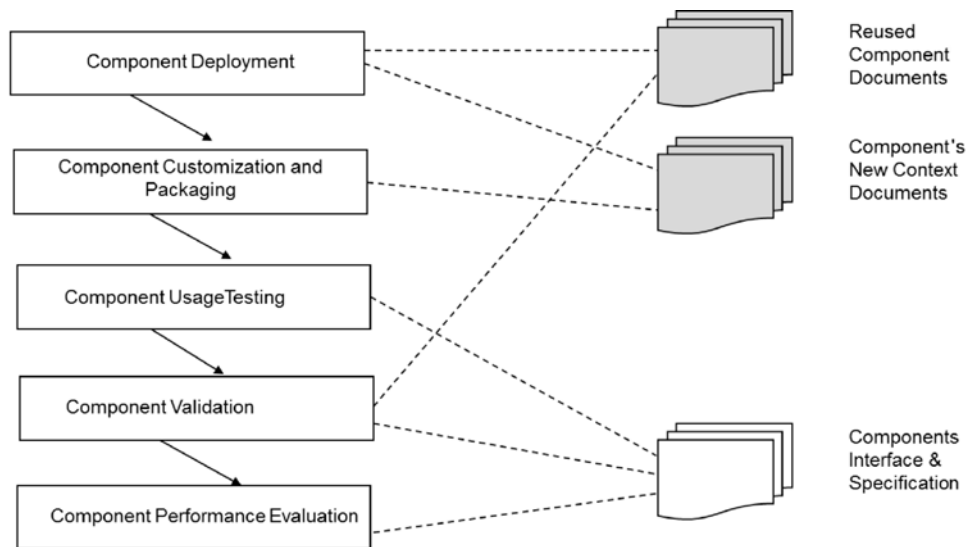 Component Deployment
Component Customization and
Packaging
Component UsageTesting
Component Validation
Component Performance Evaluation
Reused
Component
Documents
Component's
New Context
Documents
Components
Interface &
Specification